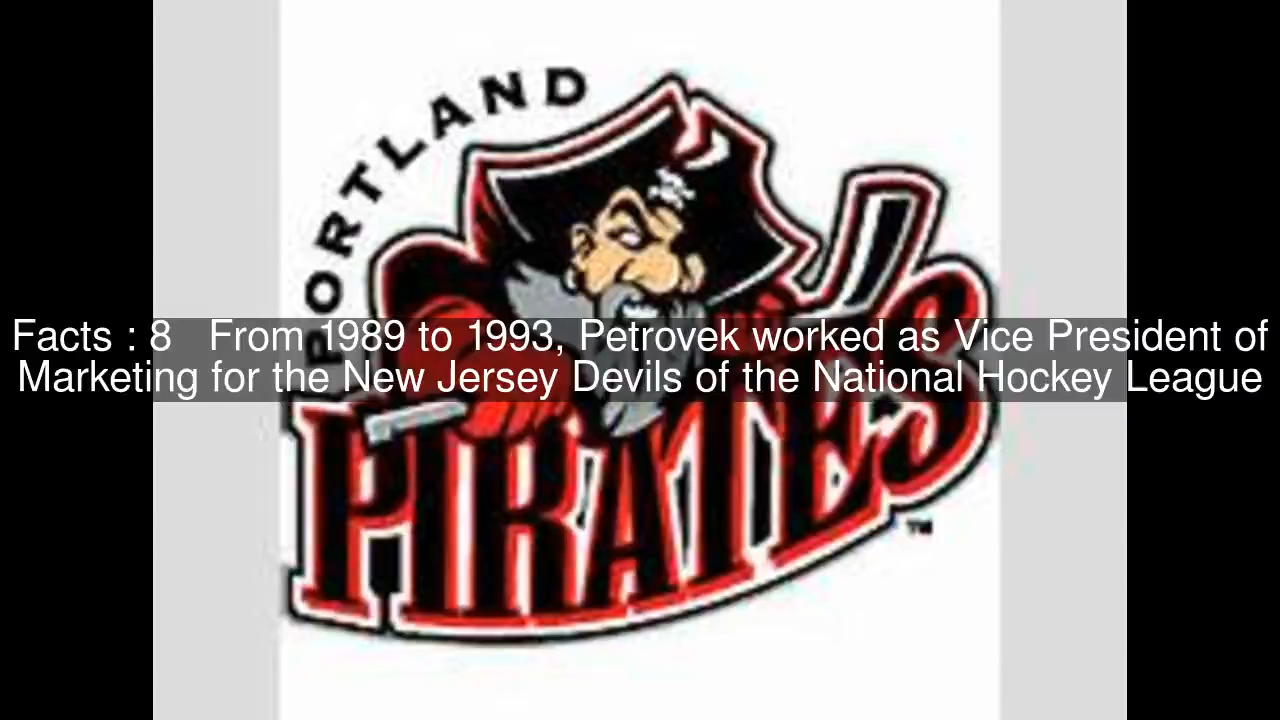 PORTLAND
Facts : 8 From 1989 to 1993, Petrovek worked as Vice President of
Marketing for the New Jersey Devils of the National Hockey League
PIRATES
TM